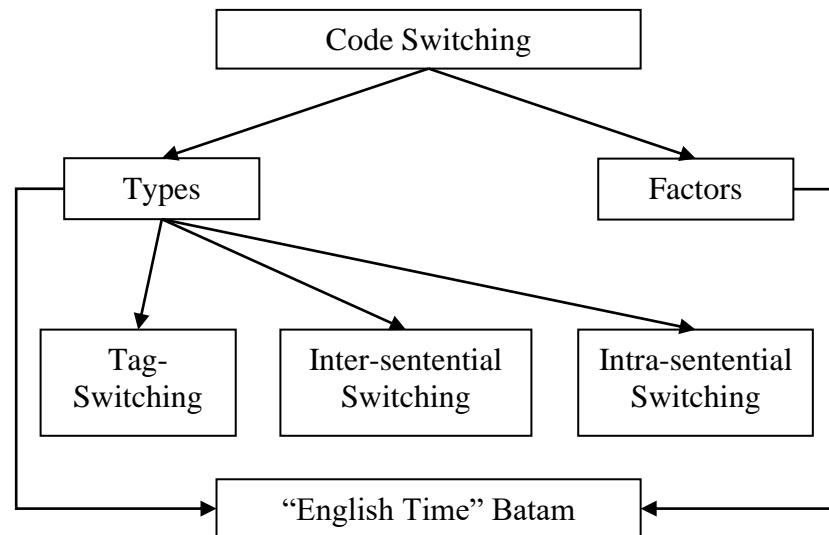 Code Switching
Types
Factors
Tag-
Switching
Inter-sentential
Switching
Intra-sentential
Switching
“English Time” Batam